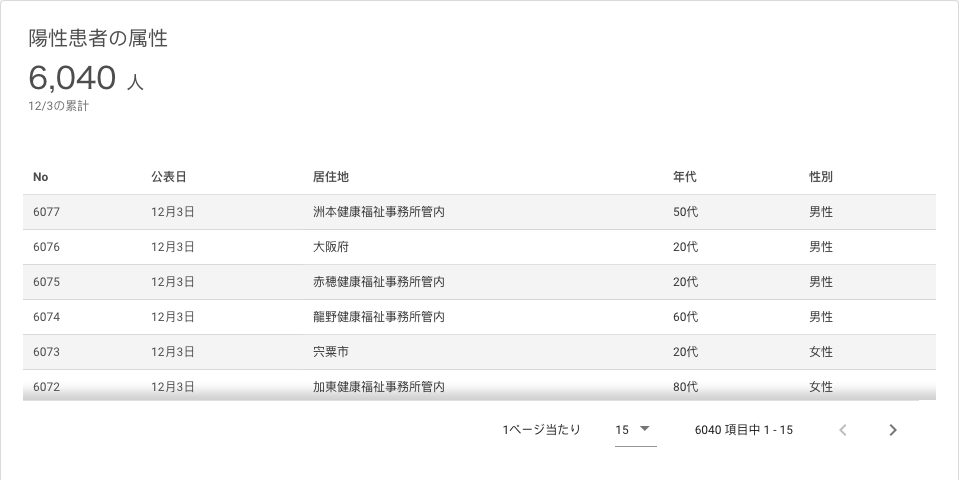 陽性患者の属性
6,040 人
12/3の累計
No 公表日 居住地 年代 性別
6077 12月3日 洲本健康福祉事務所管内 50代 男性
6076 12月3日 大阪府 20代 男性
6075 12月3日 赤穂健康福祉事務所管内 20代 男性
6074 12月3日 龍野健康福祉事務所管内 60代 男性
6073 12月3日 宍粟市 20代 女性
6072 12月3日 加東健康福祉事務所管内 80代 女性
1ページ当たり 15 6040 項目中 1 - 15